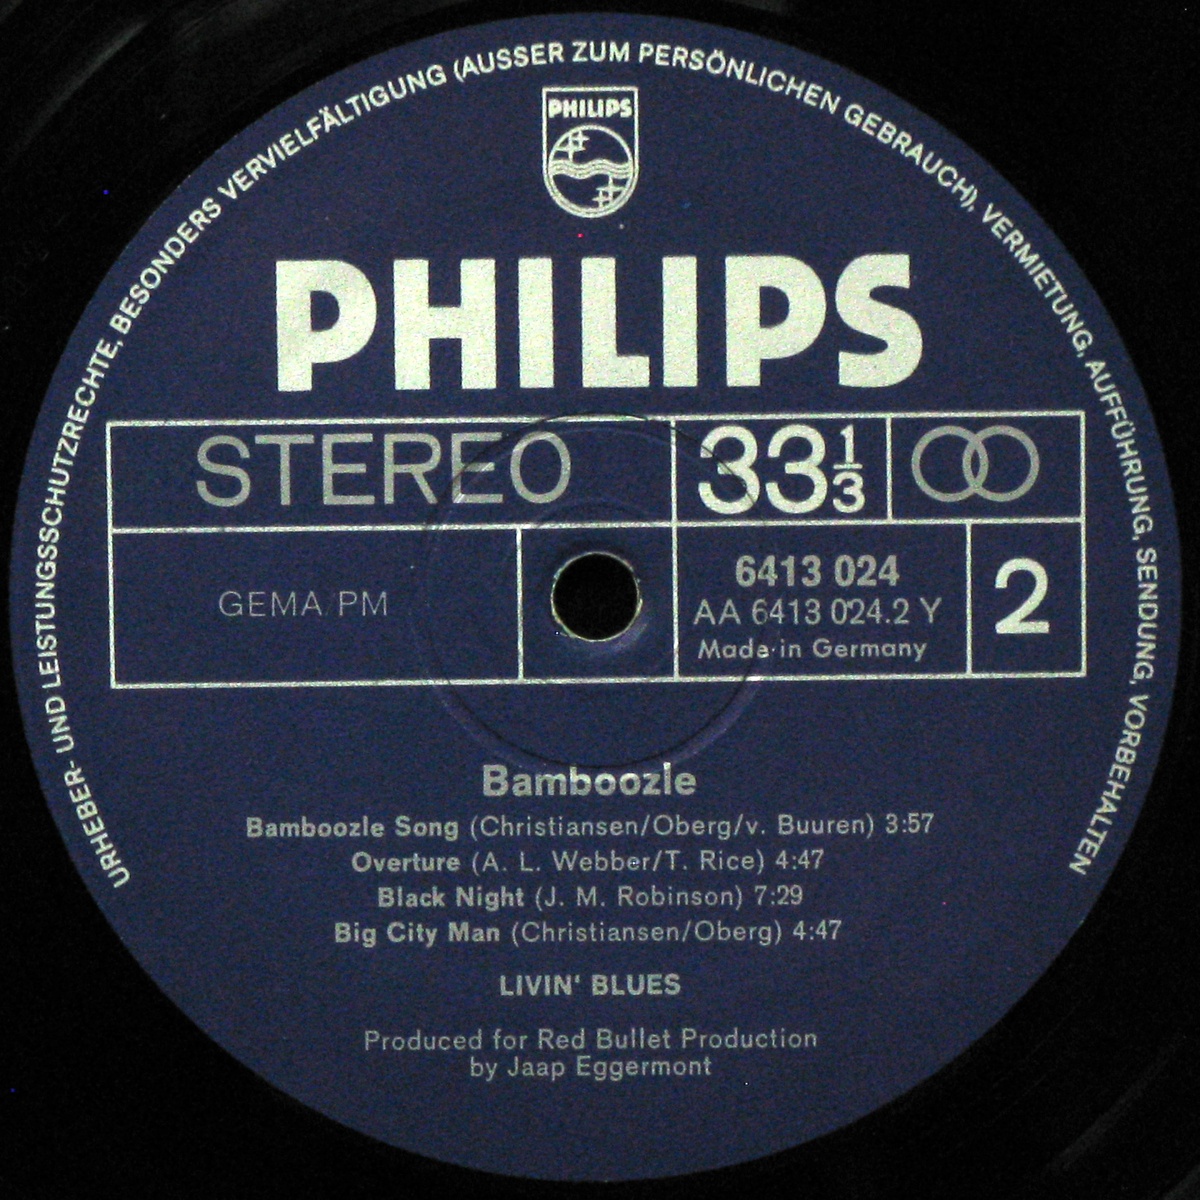 URHEBER- UND LEISTUNGSSCHUTZRECHTE, BESONDERS VERVIELFÄLTIGUNG (AUSSER ZUM PERSÖNLICHEN GEBRAUCH), VERMIETUNG, AUFFÜHRUNG, SENDUNG, VORBEHALTEN
PHILIPS
PHILIPS
STEREO 33 1/3
GEMA PM
6413 024
AA 6413 024.2 Y
Made in Germany
2
Bamboozle
Bamboozle Song (Christiansen/Oberg/v. Buuren) 3:57
Overture (A. L. Webber/T. Rice) 4:47
Black Night (J. M. Robinson) 7:29
Big City Man (Christiansen/Oberg) 4:47
LIVIN' BLUES
Produced for Red Bullet Production
by Jaap Eggermont